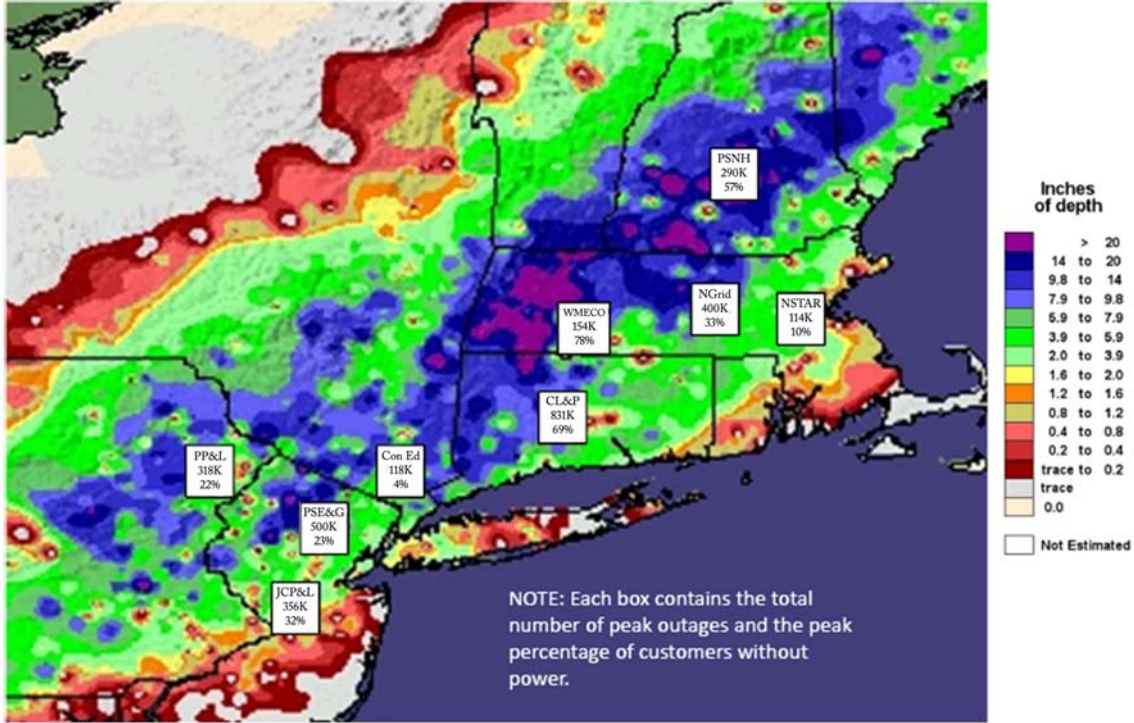 PSNH
290K
57%
WMECO
154K
78%
NGrid
400K
33%
NSTAR
114K
10%
CL&P
831K
69%
PP&L
318K
22%
Con Ed
118K
4%
PSE&G
500K
23%
JCP&L
356K
32%
NOTE: Each box contains the total
number of peak outages and the peak
percentage of customers without
power.
Inches
of depth
> 20
14 to 20
9.8 to 14
7.9 to 9.8
5.9 to 7.9
3.9 to 5.9
2.0 to 3.9
1.6 to 2.0
1.2 to 1.6
0.8 to 1.2
0.4 to 0.8
0.2 to 0.4
trace to 0.2
trace
0.0
Not Estimated